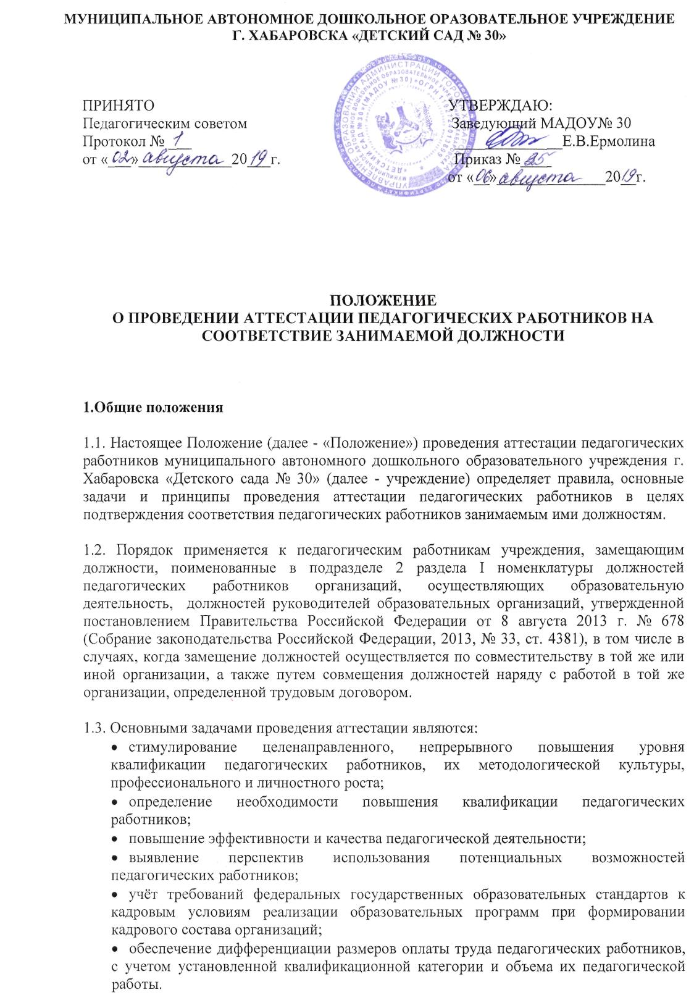 МУНИЦИПАЛЬНОЕ АВТОНОМНОЕ ДОШКОЛЬНОЕ ОРАЗОВАТЕЛЬНОЕ УЧРЕЖДЕНИЕ
Г. ХАБАРОВСКА «ДЕТСКИЙ САД № 30»
ПРИНЯТО
Педагогическим советом
Протокол № 1
от «02» августа 2019 г.
УТВЕРЖДАЮ:
Заведующий МАДОУ№ 30
Е.В.Ермолина
Приказ № 25
от «06» августа 2019 г.
ПОЛОЖЕНИЕ
О ПРОВЕДЕНИИ АТТЕСТАЦИИ ПЕДАГОГИЧЕСКИХ РАБОТНИКОВ НА
СООТВЕТСТВИЕ ЗАНИМАЕМОЙ ДОЛЖНОСТИ
1.Общие положения
1.1. Настоящее Положение (далее - «Положение») проведения аттестации педагогических
работников муниципального автономного дошкольного образовательного учреждения г.
Хабаровска «Детского сада № 30» (далее - учреждение) определяет правила, основные
задачи и принципы проведения аттестации педагогических работников в целях
подтверждения соответствия педагогических работников занимаемым ими должностям.
1.2. Порядок применяется к педагогическим работникам учреждения, замещающим
должности, поименованные в подразделе 2 раздела I номенклатуры должностей
педагогических работников организаций, осуществляющих образовательную
деятельность, должностей руководителей образовательных организаций, утвержденной
постановлением Правительства Российской Федерации от 8 августа 2013 г. № 678
(Собрание законодательства Российской Федерации, 2013, № 33, ст. 4381), в том числе в
случаях, когда замещение должностей осуществляется по совместительству в той же или
иной организации, а также путем совмещения должностей наряду с работой в той же
организации, определенной трудовым договором.
1.3. Основными задачами проведения аттестации являются:
• стимулирование целенаправленного, непрерывного повышения уровня
квалификации педагогических работников, их методологической культуры,
профессионального и личностного роста;
• определение необходимости повышения квалификации педагогических
работников;
• повышение эффективности и качества педагогической деятельности;
• выявление перспектив использования потенциальных возможностей
педагогических работников;
• учёт требований федеральных государственных образовательных стандартов к
кадровым условиям реализации образовательных программ при формировании
кадрового состава организаций;
• обеспечение дифференциации размеров оплаты труда педагогических работников,
с учетом установленной квалификационной категории и объема их педагогической
работы.